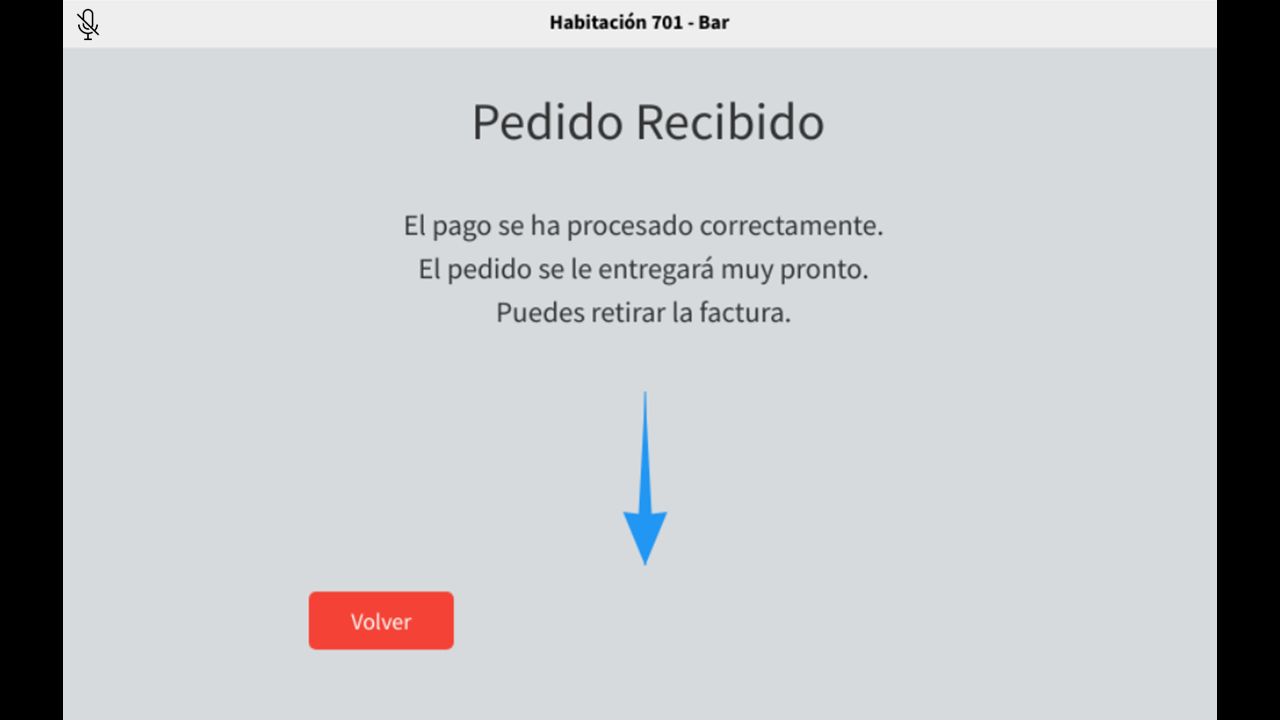 Habitación 701 - Bar
Pedido Recibido
El pago se ha procesado correctamente.
El pedido se le entregará muy pronto.
Puedes retirar la factura.
Volver